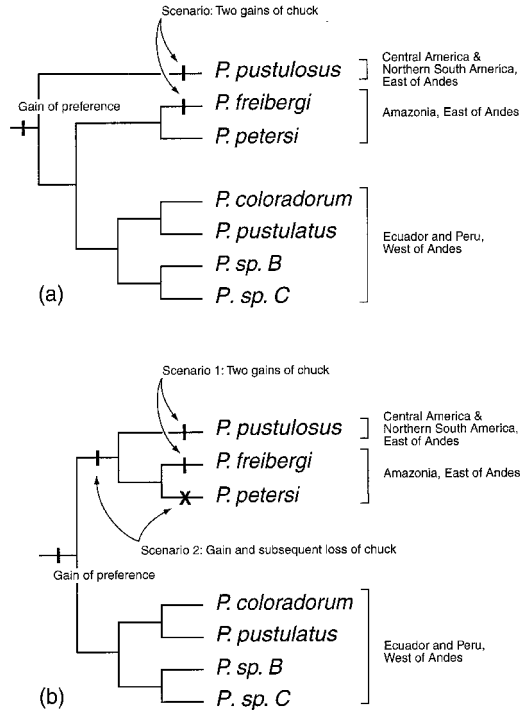 Scenario: Two gains of chuck
P. pustulosus
Central America &
Northern South America,
East of Andes
Gain of preference
P. freibergi
Amazonia, East of Andes
P. petersi
P. coloradorum
P. pustulatus
Ecuador and Peru,
West of Andes
P. sp. B
P. sp. C
(a)
Scenario 1: Two gains of chuck
P. pustulosus
Central America &
Northern South America,
East of Andes
P. freibergi
Amazonia, East of Andes
P. petersi
X
Scenario 2: Gain and subsequent loss of chuck
Gain of preference
P. coloradorum
P. pustulatus
Ecuador and Peru,
West of Andes
P. sp. B
P. sp. C
(b)